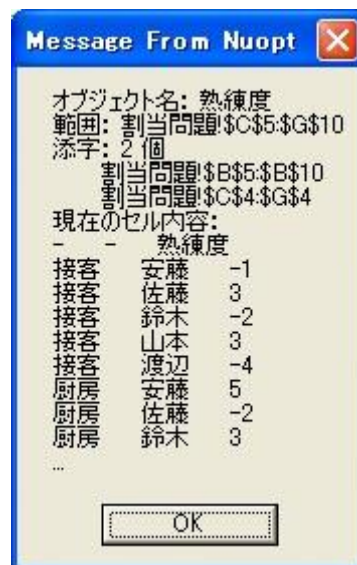 Message From Nuopt
オブジェクト名: 熟練度
範囲: 割当問題!$C$5:$G$10
添字: 2 個
割当問題!$B$5:$B$10
割当問題!$C$4:$G$4
現在のセル内容:
- - 熟練度
接客 安藤 -1
接客 佐藤 3
接客 鈴木 -2
接客 山本 3
接客 渡辺 -4
厨房 安藤 5
厨房 佐藤 -2
厨房 鈴木 3
...
OK